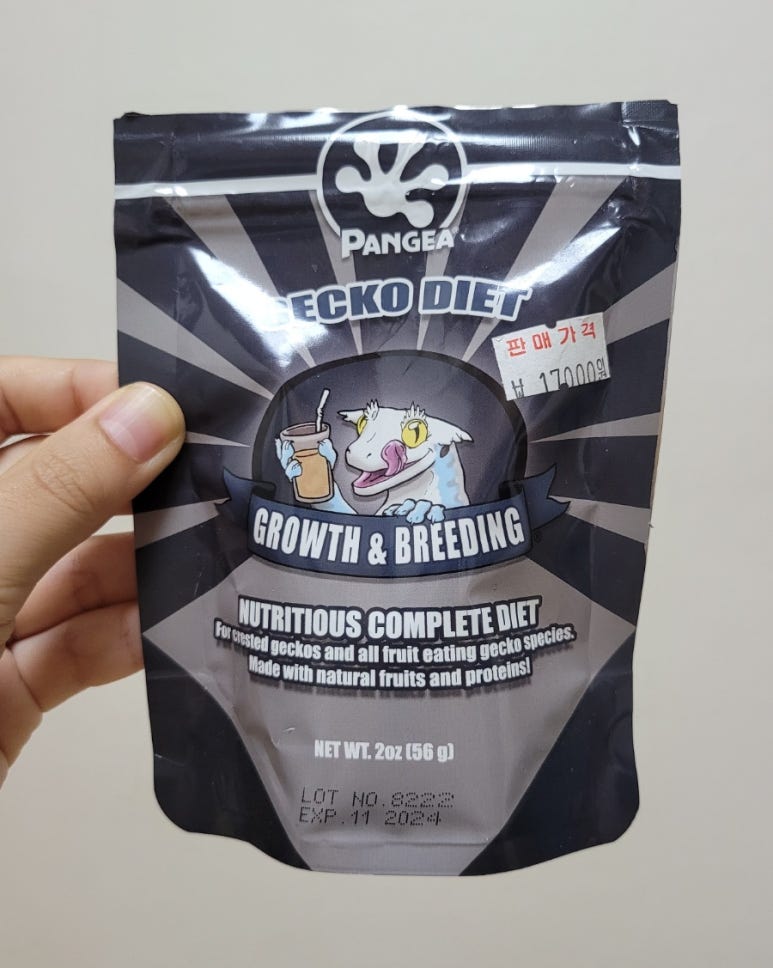 PANGEA
GECKO DIET
판매가격
₩ 17000원
GROWTH & BREEDING
NUTRITIOUS COMPLETE DIET
For crested geckos and all fruit eating gecko species.
Made with natural fruits and proteins!
NET WT. 2oz (56 g)
LOT NO.8222
EXP.11 2024